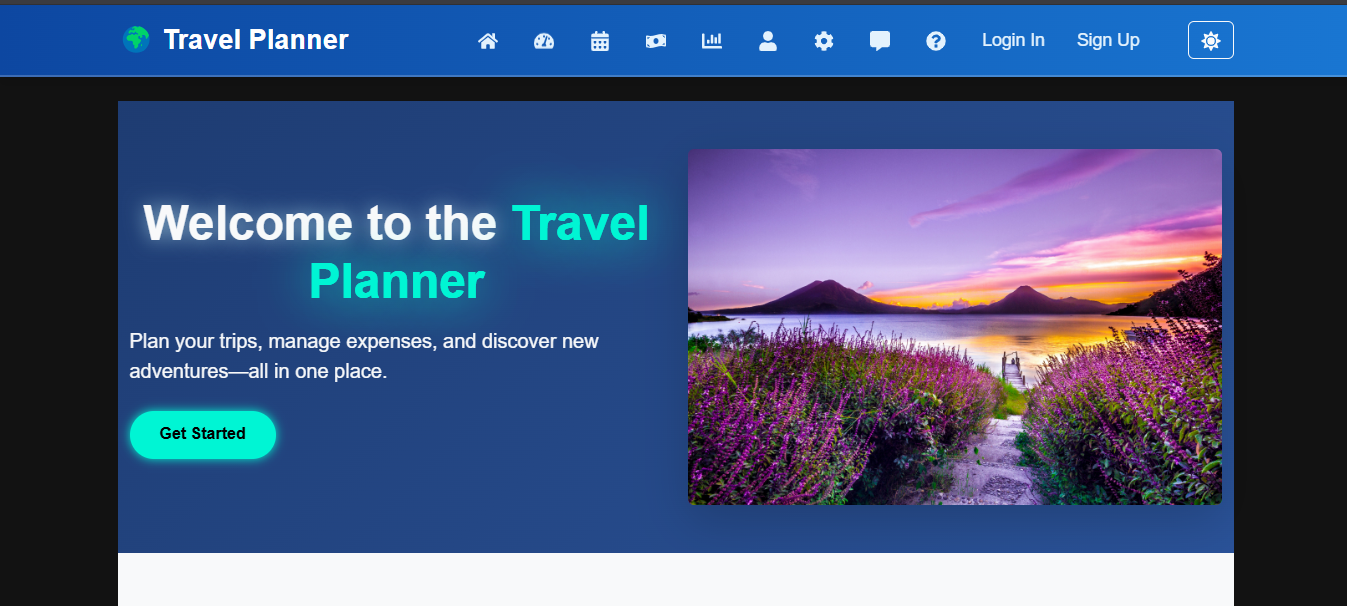 Travel Planner
Login In
Sign Up
Welcome to the Travel
Planner
Plan your trips, manage expenses, and discover new
adventures—all in one place.
Get Started